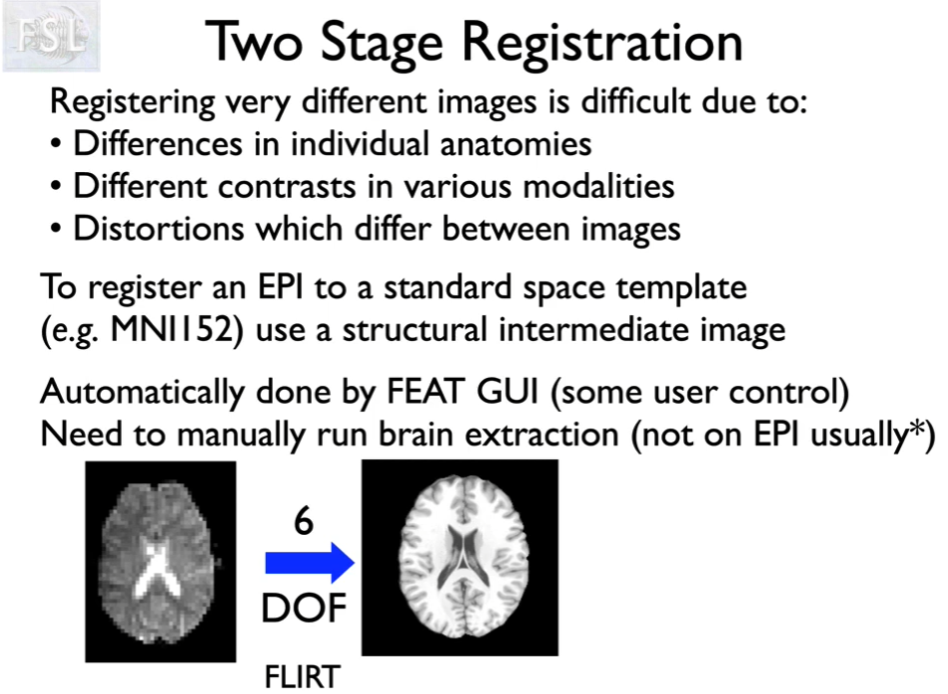 FSL
Two Stage Registration
Registering very different images is difficult due to:
• Differences in individual anatomies
• Different contrasts in various modalities
• Distortions which differ between images
To register an EPI to a standard space template
(e.g. MNI152) use a structural intermediate image
Automatically done by FEAT GUI (some user control)
Need to manually run brain extraction (not on EPI usually*)
6
DOF
FLIRT